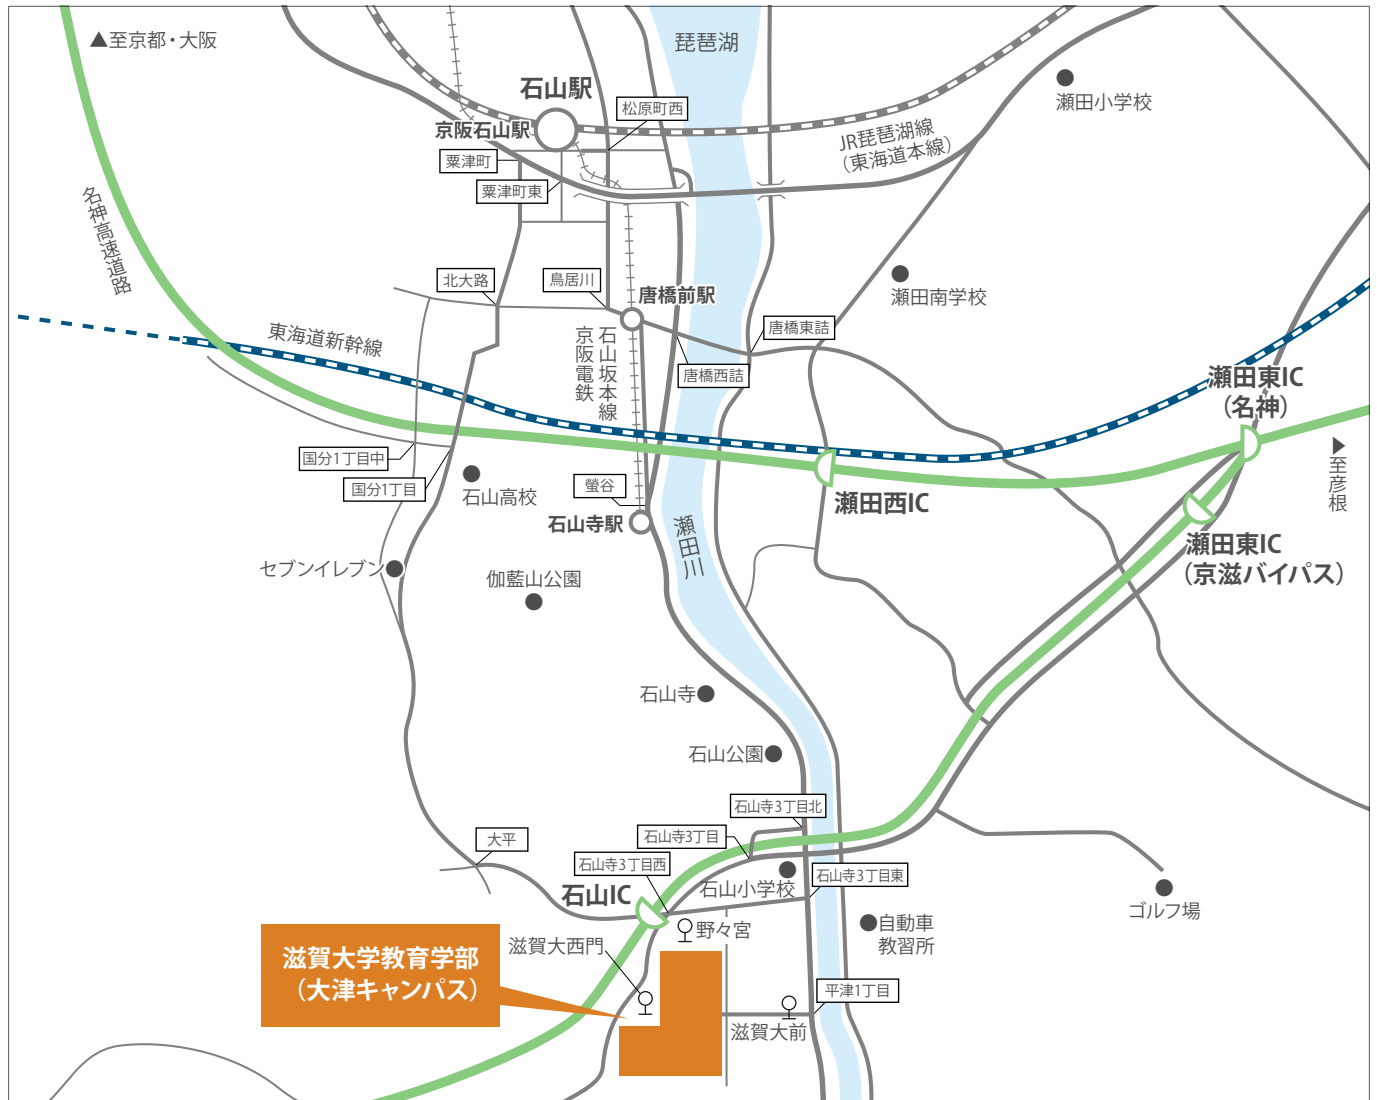 ▲至京都・大阪
琵琶湖
石山駅
松原町西
瀬田小学校
京阪石山駅
JR琵琶湖線
（東海道本線）
粟津町
粟津町東
名神高速道路
北大路
鳥居川
唐橋前駅
瀬田南学校
東海道新幹線
石山坂本線
京阪電鉄
唐橋東詰
唐橋西詰
瀬田東IC
（名神）
国分1丁目中
国分1丁目
石山高校
螢谷
石山寺駅
瀬田川
瀬田西IC
▶至彦根
瀬田東IC
（京滋バイパス）
セブンイレブン
伽藍山公園
石山寺
石山公園
石山寺3丁目北
大平
石山寺3丁目
石山寺3丁目西
石山小学校
石山寺3丁目東
石山IC
ゴルフ場
野々宮
自動車
教習所
滋賀大西門
滋賀大学教育学部
（大津キャンパス）
平津1丁目
滋賀大前